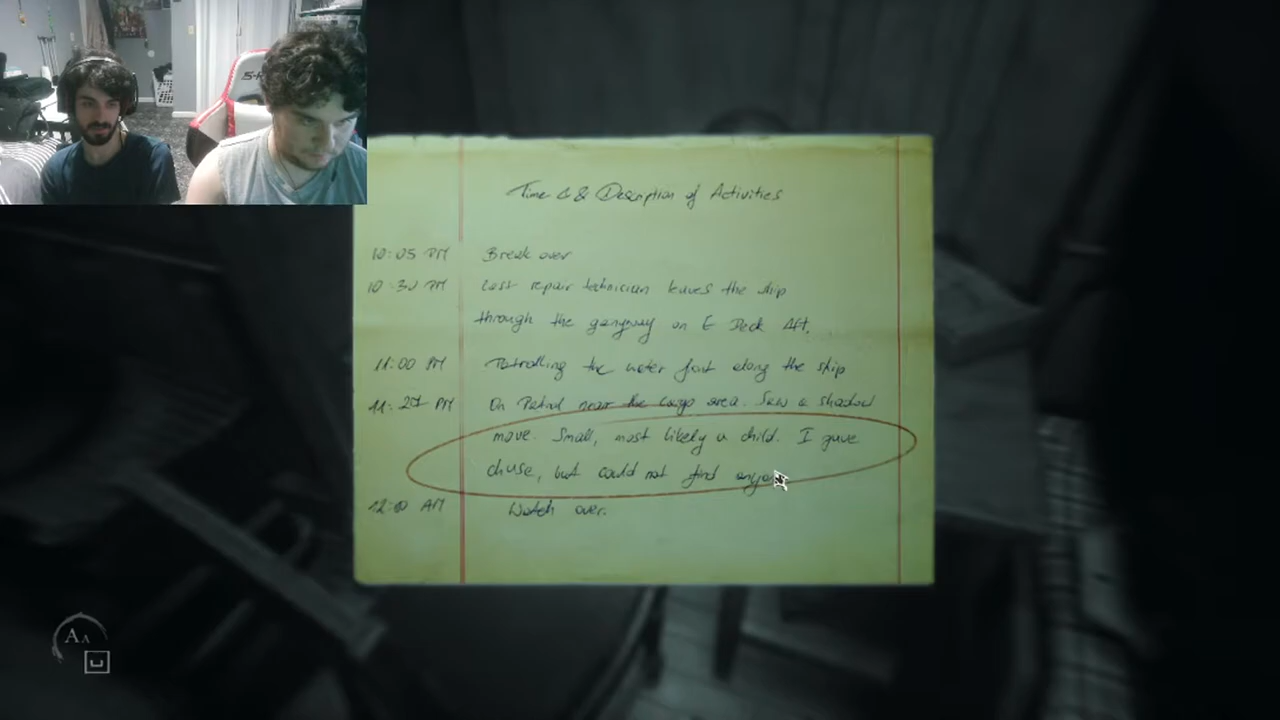 Time & Description of Activities
10:05 PM Break over
10:30 PM Last repair technician leaves the ship
through the gangway on E Deck Aft.
11:00 PM Patrolling the water font along the ship
11:27 PM On Patrol near the cargo area. Saw a shadow
move. Small, most likely a child. I gave
chase, but could not find
12:00 AM Watch over.